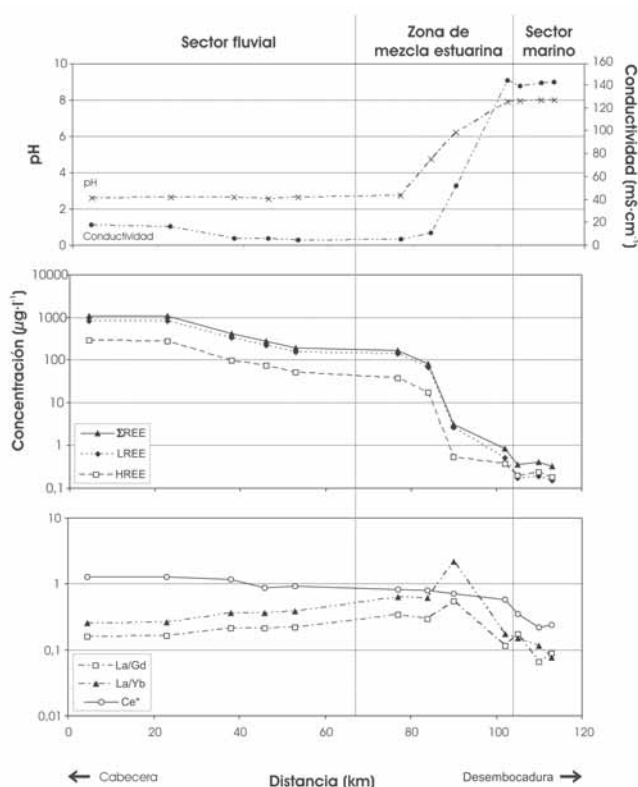 Sector fluvial
Zona de
mezcla estuarina
Sector
marino
10
8
6
4
2
0
pH
160
140
120
100
80
60
40
20
0
Conductividad (mS·cm⁻¹)
pH
Conductividad
10000
1000
100
10
1
0,1
Concentración (µg·l⁻¹)
ΣREE
LREE
HREE
10
1
0,1
0,01
La/Gd
La/Yb
Ce*
0
20
40
60
80
100
120
← Cabecera
Distancia (km)
Desembocadura →